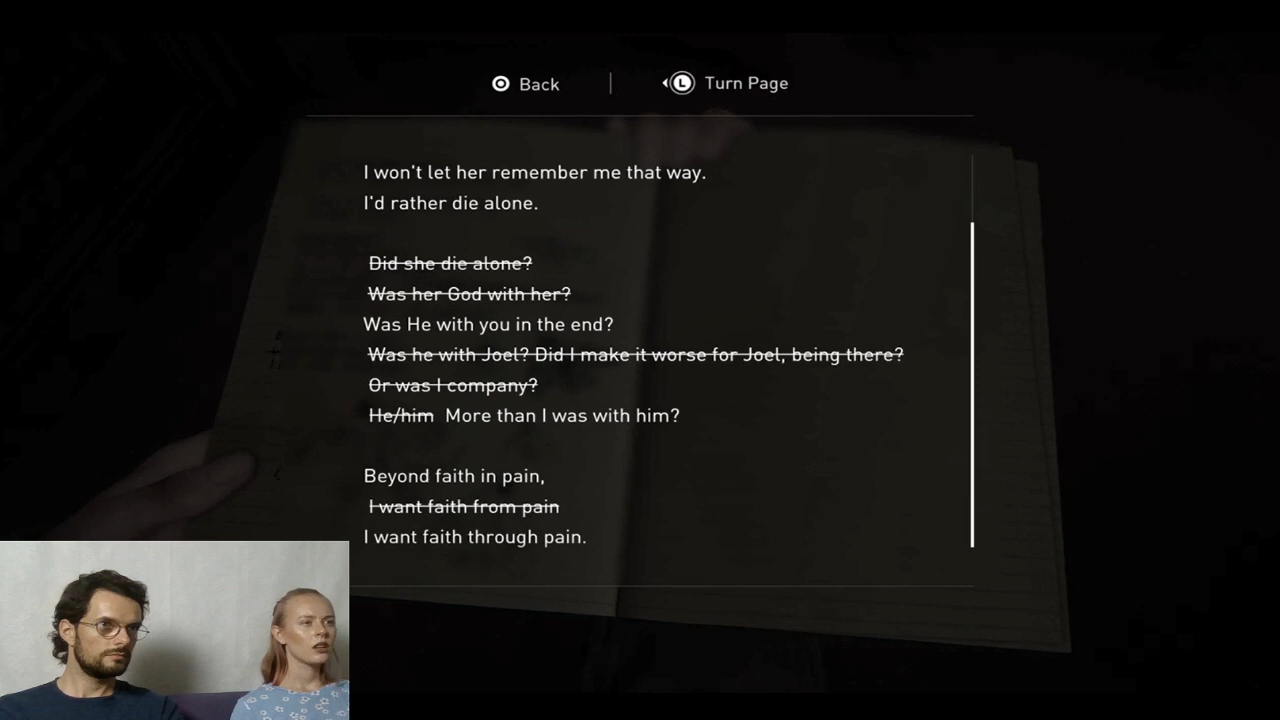 Back | L Turn Page
I won't let her remember me that way.
I'd rather die alone.
Did she die alone?
Was her God with her?
Was He with you in the end?
Was he with Joel? Did I make it worse for Joel, being there?
Or was I company?
He/him More than I was with him?
Beyond faith in pain,
I want faith from pain
I want faith through pain.